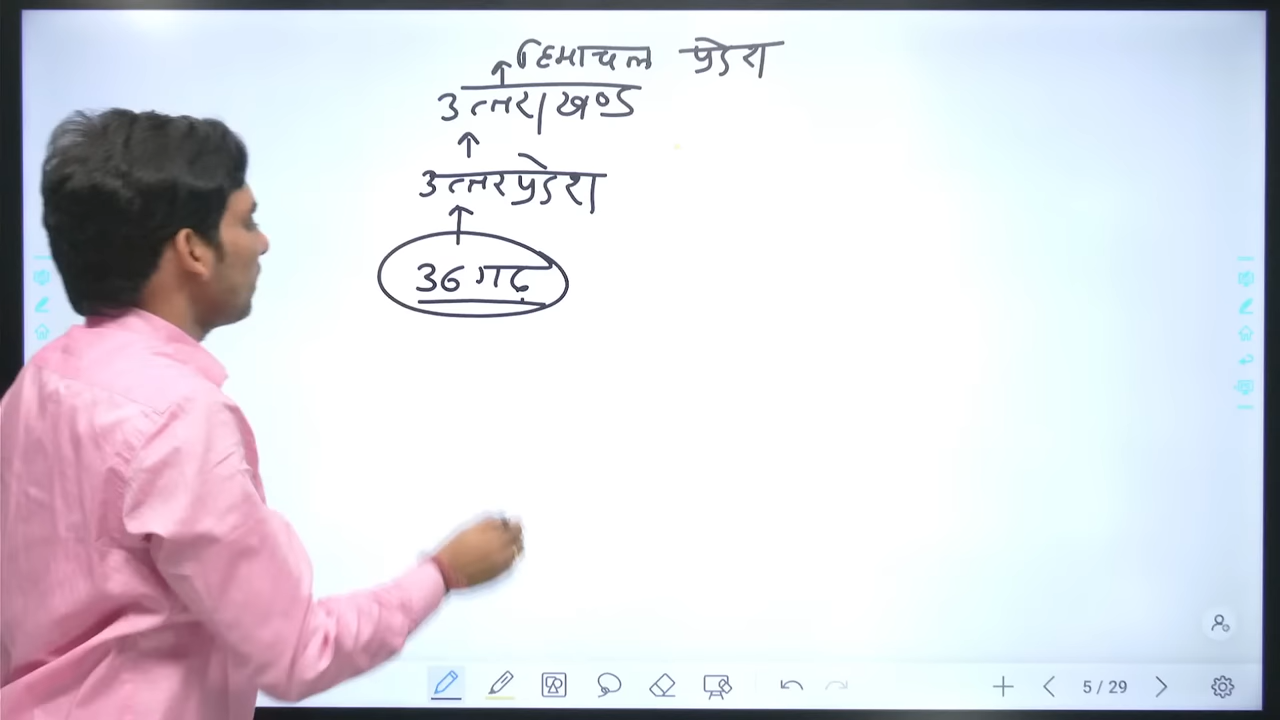 हिमाचल प्रदेश
उत्तराखण्ड
उत्तरप्रदेश
36 गढ़
5 / 29